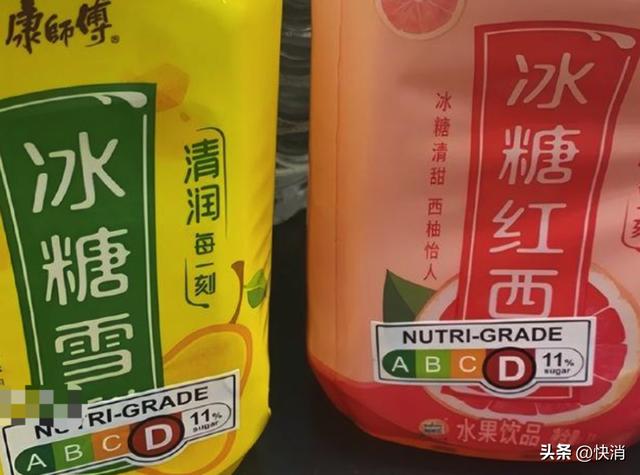 康師傅
冰糖雪
清润每一刻
NUTRI-GRADE
A B C D 11% sugar
冰糖红西
冰糖清甜 西柚怡人
刻
NUTRI-GRADE
A B C D 11% sugar
水果饮品
头条 @快消